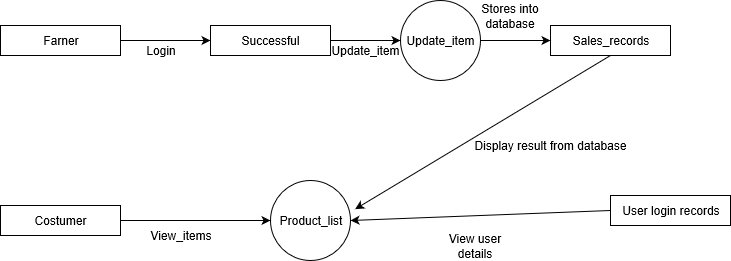 Stores into
database
Farner
Successful
Update_item
Sales_records
Login
Update_item
Display result from database
Costumer
Product_list
User login records
View_items
View user
details